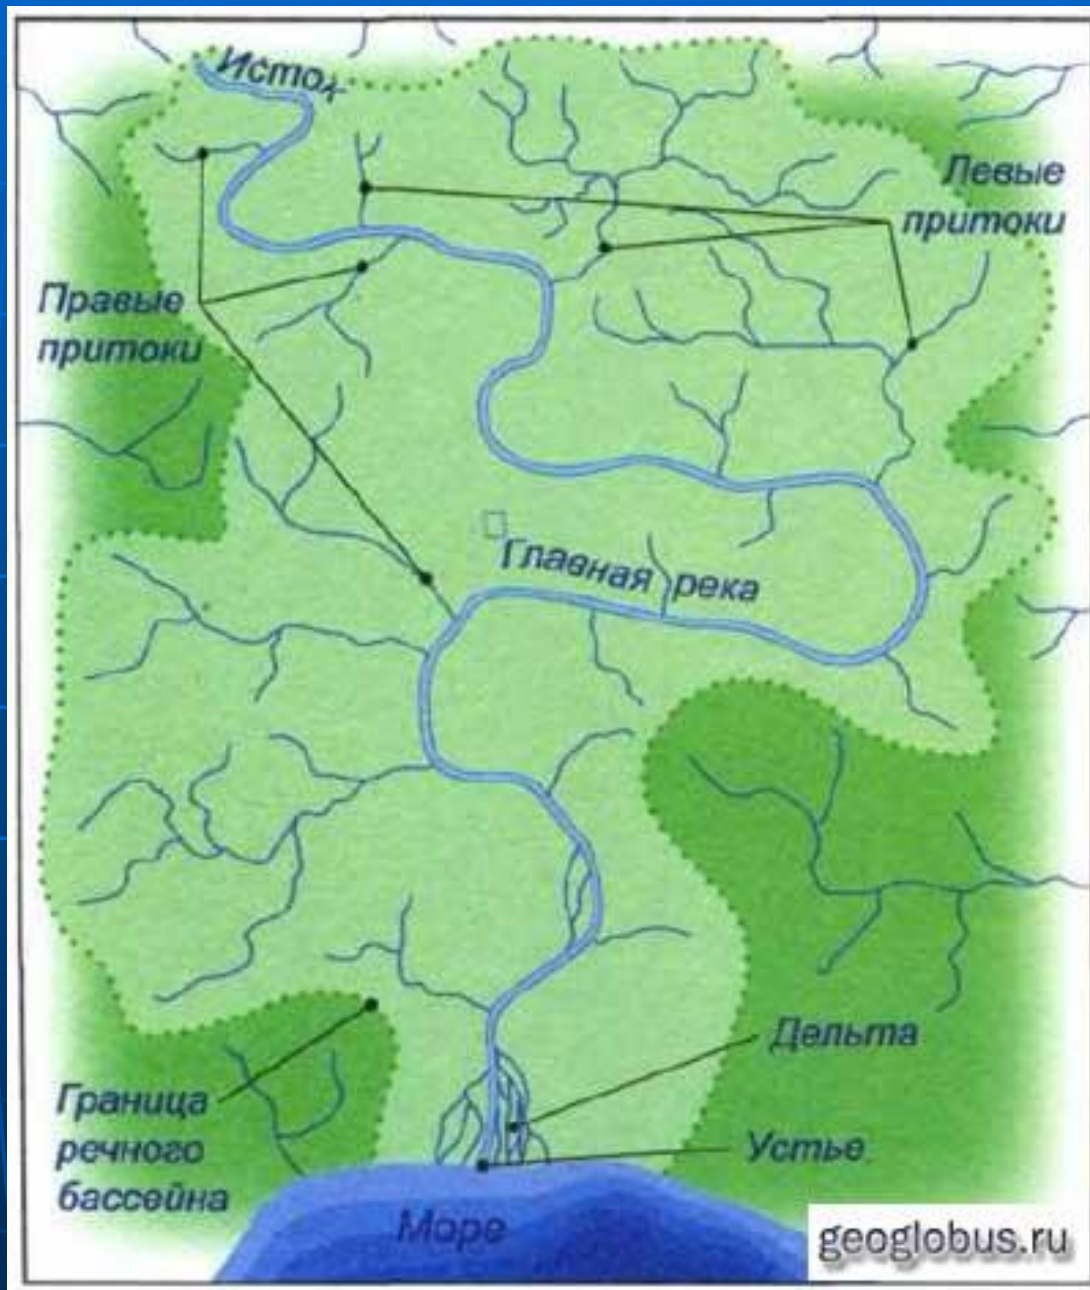 Исток
Левые
притоки
Правые
притоки
Главная река
Дельта
Граница
речного
бассейна
Устье
Море
geoglobus.ru